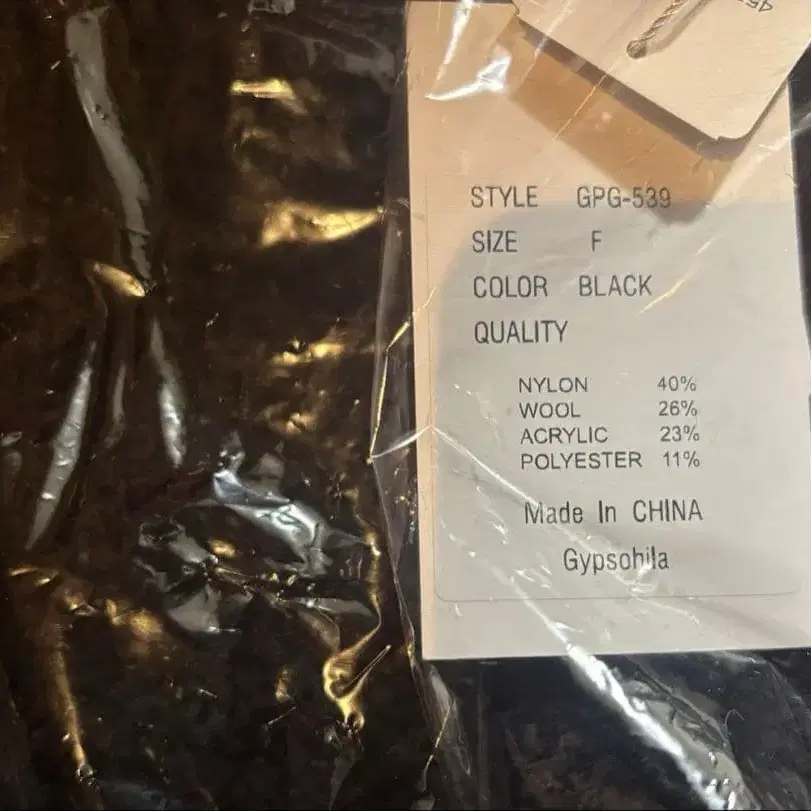 STYLE GPG-539
SIZE F
COLOR BLACK
QUALITY
NYLON 40%
WOOL 26%
ACRYLIC 23%
POLYESTER 11%
Made In CHINA
Gypsohila